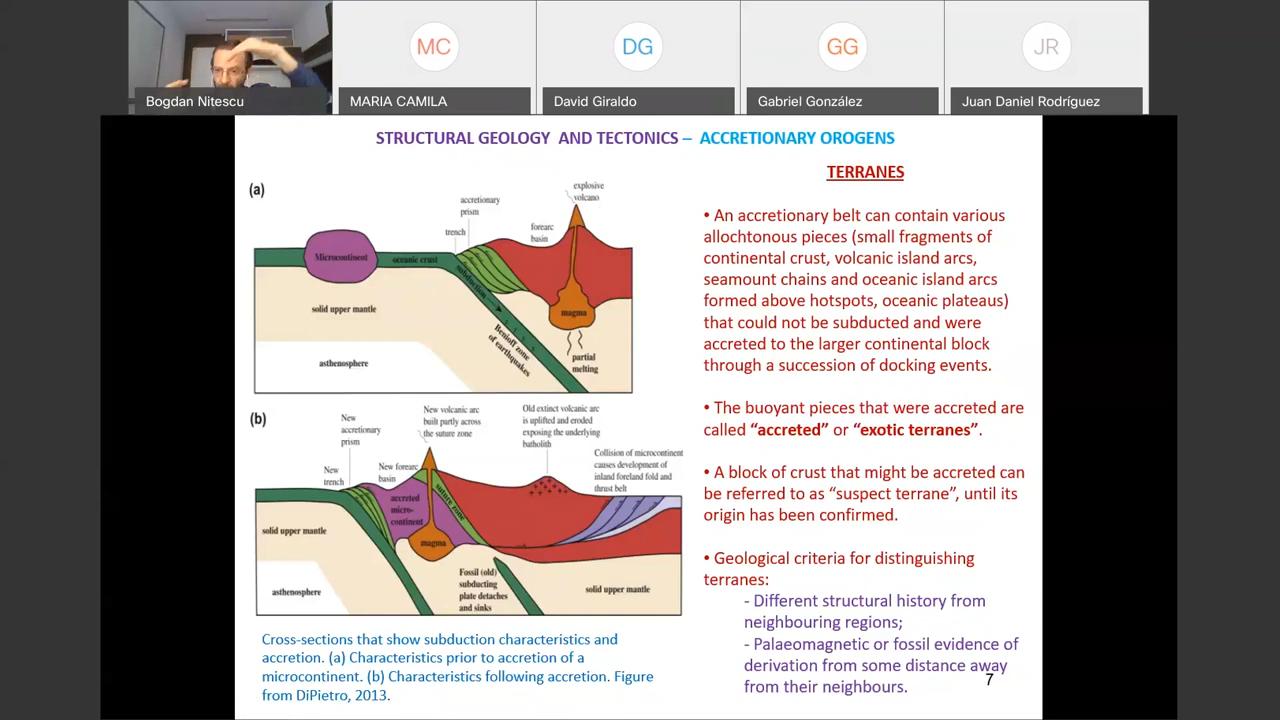 MC
DG
GG
JR
Bogdan Nitescu
MARIA CAMILA
David Giraldo
Gabriel González
Juan Daniel Rodríguez
STRUCTURAL GEOLOGY AND TECTONICS – ACCRETIONARY OROGENS
(a)
explosive
volcano
accretionary
prism
trench
forearc
basin
Microcontinent
oceanic crust
subduction
solid upper mantle
magma
Benioff zone
of earthquakes
asthenosphere
partial
melting
(b)
New
accretionary
prism
New volcanic arc
built partly across
the suture zone
Old extinct volcanic arc
is uplifted and eroded
exposing the underlying
batholith
Collision of microcontinent
causes development of
inland foreland fold and
thrust belt
New
trench
New forearc
basin
accreted
micro-
continent
suture zone
solid upper mantle
magma
asthenosphere
Fossil (old)
subducting
plate detaches
and sinks
solid upper mantle
Cross-sections that show subduction characteristics and
accretion. (a) Characteristics prior to accretion of a
microcontinent. (b) Characteristics following accretion. Figure
from DiPietro, 2013.
TERRANES
• An accretionary belt can contain various
allochtonous pieces (small fragments of
continental crust, volcanic island arcs,
seamount chains and oceanic island arcs
formed above hotspots, oceanic plateaus)
that could not be subducted and were
accreted to the larger continental block
through a succession of docking events.
• The buoyant pieces that were accreted are
called “accreted” or “exotic terranes”.
• A block of crust that might be accreted can
be referred to as “suspect terrane”, until its
origin has been confirmed.
• Geological criteria for distinguishing
terranes:
- Different structural history from
neighbouring regions;
- Palaeomagnetic or fossil evidence of
derivation from some distance away
from their neighbours.
7